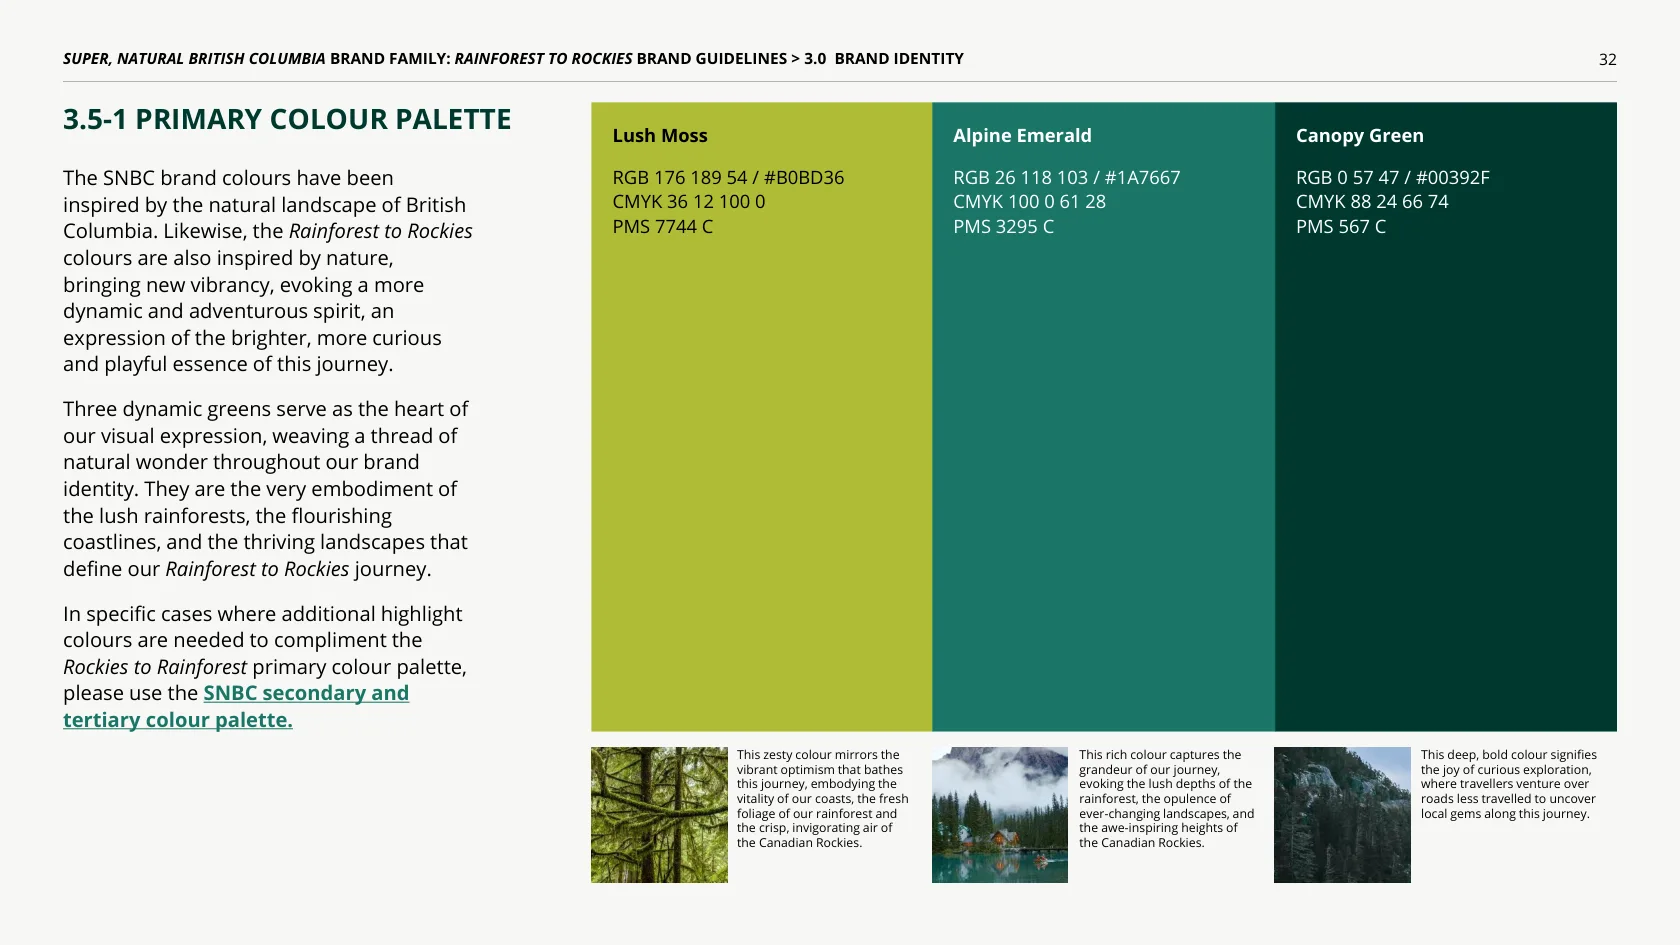 SUPER, NATURAL BRITISH COLUMBIA BRAND FAMILY: RAINFOREST TO ROCKIES BRAND GUIDELINES > 3.0 BRAND IDENTITY
32
3.5-1 PRIMARY COLOUR PALETTE
The SNBC brand colours have been
inspired by the natural landscape of British
Columbia. Likewise, the Rainforest to Rockies
colours are also inspired by nature,
bringing new vibrancy, evoking a more
dynamic and adventurous spirit, an
expression of the brighter, more curious
and playful essence of this journey.
Three dynamic greens serve as the heart of
our visual expression, weaving a thread of
natural wonder throughout our brand
identity. They are the very embodiment of
the lush rainforests, the flourishing
coastlines, and the thriving landscapes that
define our Rainforest to Rockies journey.
In specific cases where additional highlight
colours are needed to compliment the
Rockies to Rainforest primary colour palette,
please use the SNBC secondary and
tertiary colour palette.
Lush Moss
RGB 176 189 54 / #B0BD36
CMYK 36 12 100 0
PMS 7744 C
Alpine Emerald
RGB 26 118 103 / #1A7667
CMYK 100 0 61 28
PMS 3295 C
Canopy Green
RGB 0 57 47 / #00392F
CMYK 88 24 66 74
PMS 567 C
This zesty colour mirrors the
vibrant optimism that bathes
this journey, embodying the
vitality of our coasts, the fresh
foliage of our rainforest and
the crisp, invigorating air of
the Canadian Rockies.
This rich colour captures the
grandeur of our journey,
evoking the lush depths of the
rainforest, the opulence of
ever-changing landscapes, and
the awe-inspiring heights of
the Canadian Rockies.
This deep, bold colour signifies
the joy of curious exploration,
where travellers venture over
roads less travelled to uncover
local gems along this journey.